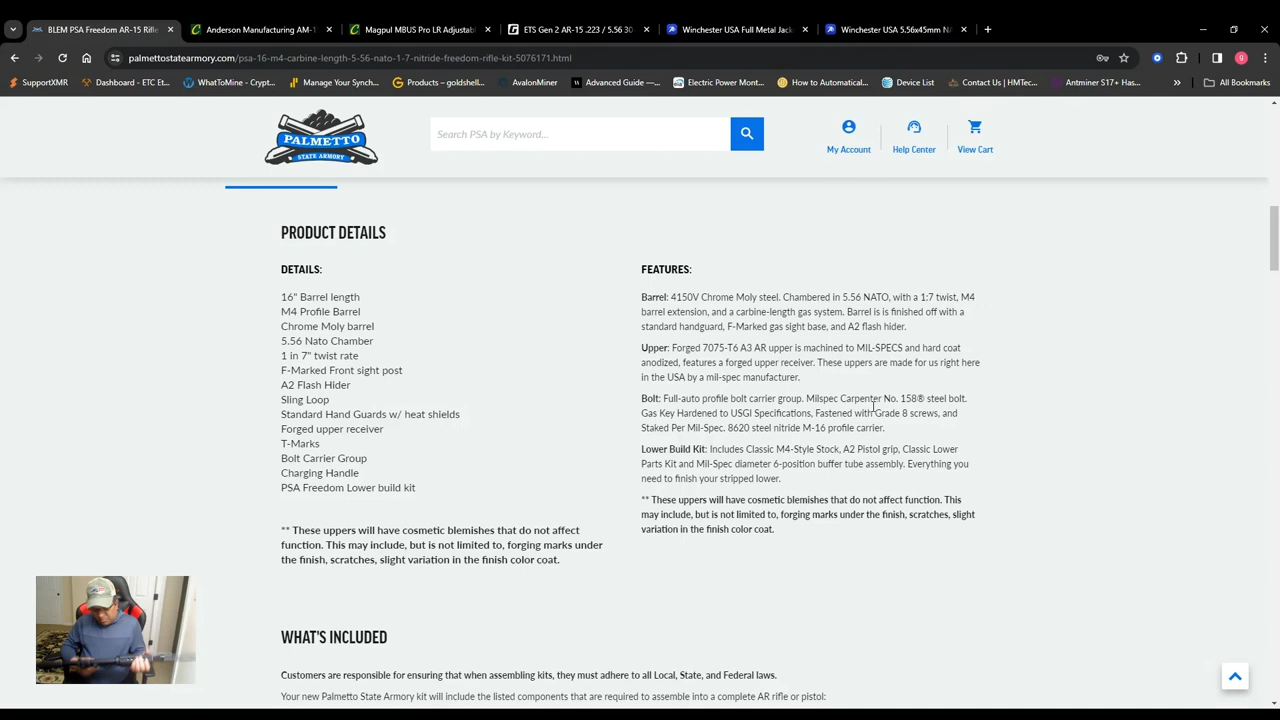 BLEM PSA Freedom AR-15 Rifle
Anderson Manufacturing AM-1
Magpul MBUS Pro LR Adjustabl
ETS Gen 2 AR-15 .223 / 5.56 30
Winchester USA Full Metal Jack
Winchester USA 5.56x45mm NA
palmettostatearmory.com/psa-16-m4-carbine-length-5-56-nato-1-7-nitride-freedom-rifle-kit-5076171.html
SupportXMR
Dashboard - ETC Eth...
WhatToMine - Crypt...
Manage Your Synch...
Products – goldshell...
AvalonMiner
Advanced Guide —...
Electric Power Mont...
How to Automatical...
Device List
Contact Us | HMTec...
Antminer S17+ Has...
All Bookmarks
PALMETTO
STATE ARMORY
Search PSA by Keyword...
My Account
Help Center
View Cart
PRODUCT DETAILS
DETAILS:
16" Barrel length
M4 Profile Barrel
Chrome Moly barrel
5.56 Nato Chamber
1 in 7" twist rate
F-Marked Front sight post
A2 Flash Hider
Sling Loop
Standard Hand Guards w/ heat shields
Forged upper receiver
T-Marks
Bolt Carrier Group
Charging Handle
PSA Freedom Lower build kit
** These uppers will have cosmetic blemishes that do not affect
function. This may include, but is not limited to, forging marks under
the finish, scratches, slight variation in the finish color coat.
FEATURES:
Barrel: 4150V Chrome Moly steel. Chambered in 5.56 NATO, with a 1:7 twist, M4
barrel extension, and a carbine-length gas system. Barrel is is finished off with a
standard handguard, F-Marked gas sight base, and A2 flash hider.
Upper: Forged 7075-T6 A3 AR upper is machined to MIL-SPECS and hard coat
anodized, features a forged upper receiver. These uppers are made for us right here
in the USA by a mil-spec manufacturer.
Bolt: Full-auto profile bolt carrier group. Milspec Carpenter No. 158® steel bolt.
Gas Key Hardened to USGI Specifications, Fastened with Grade 8 screws, and
Staked Per Mil-Spec. 8620 steel nitride M-16 profile carrier.
Lower Build Kit: Includes Classic M4-Style Stock, A2 Pistol grip, Classic Lower
Parts Kit and Mil-Spec diameter 6-position buffer tube assembly. Everything you
need to finish your stripped lower.
** These uppers will have cosmetic blemishes that do not affect function. This
may include, but is not limited to, forging marks under the finish, scratches, slight
variation in the finish color coat.
WHAT'S INCLUDED
Customers are responsible for ensuring that when assembling kits, they must adhere to all Local, State, and Federal laws.
Your new Palmetto State Armory kit will include the listed components that are required to assemble into a complete AR rifle or pistol: